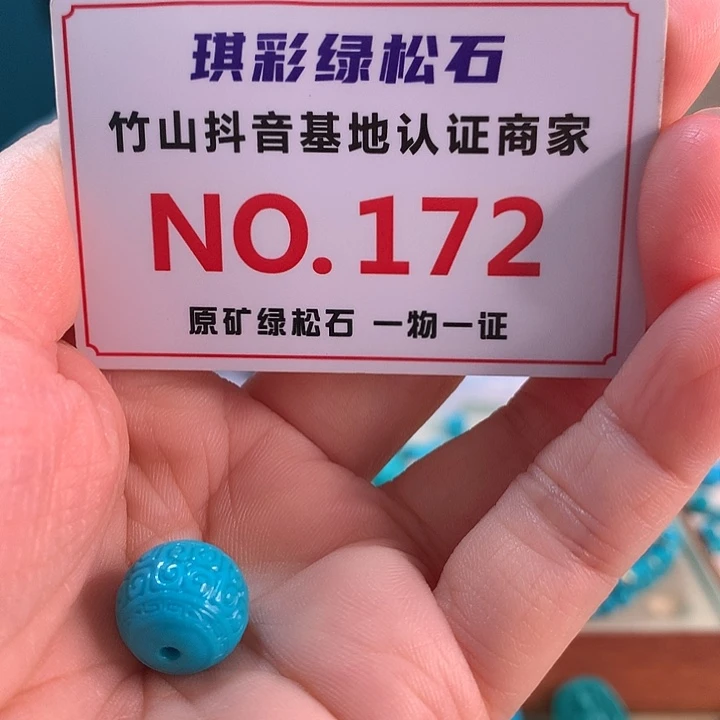 琪彩绿松石
竹山抖音基地认证商家
NO.172
原矿绿松石 一物一证